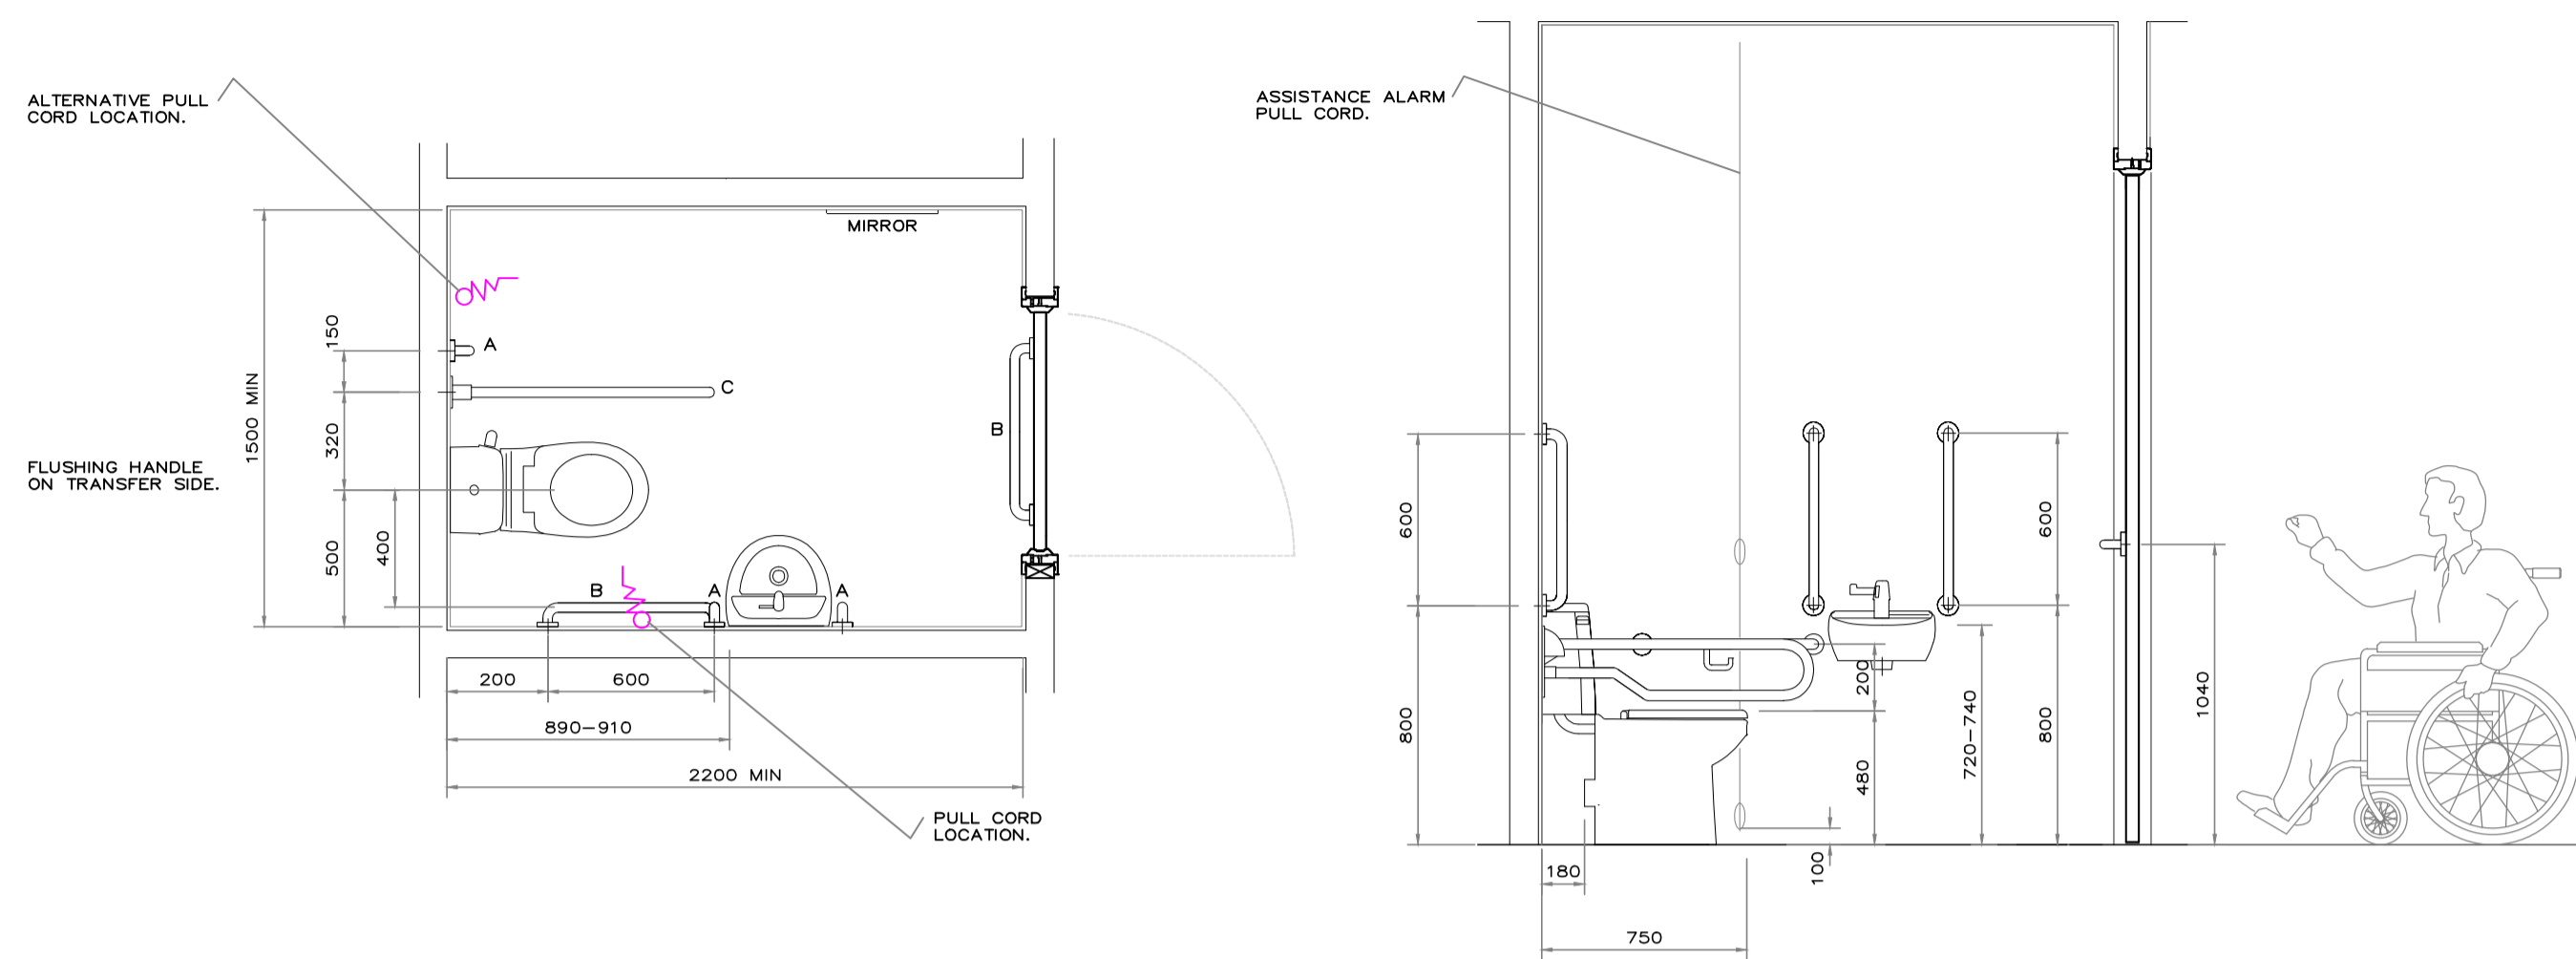 ALTERNATIVE PULL
CORD LOCATION.
MIRROR
A
C
B
150
320
500
400
1500 MIN
FLUSHING HANDLE
ON TRANSFER SIDE.
B
A
A
200
600
890-910
2200 MIN
PULL CORD
LOCATION.
ASSISTANCE ALARM
PULL CORD.
600
800
600
800
200
480
720-740
1040
100
180
750